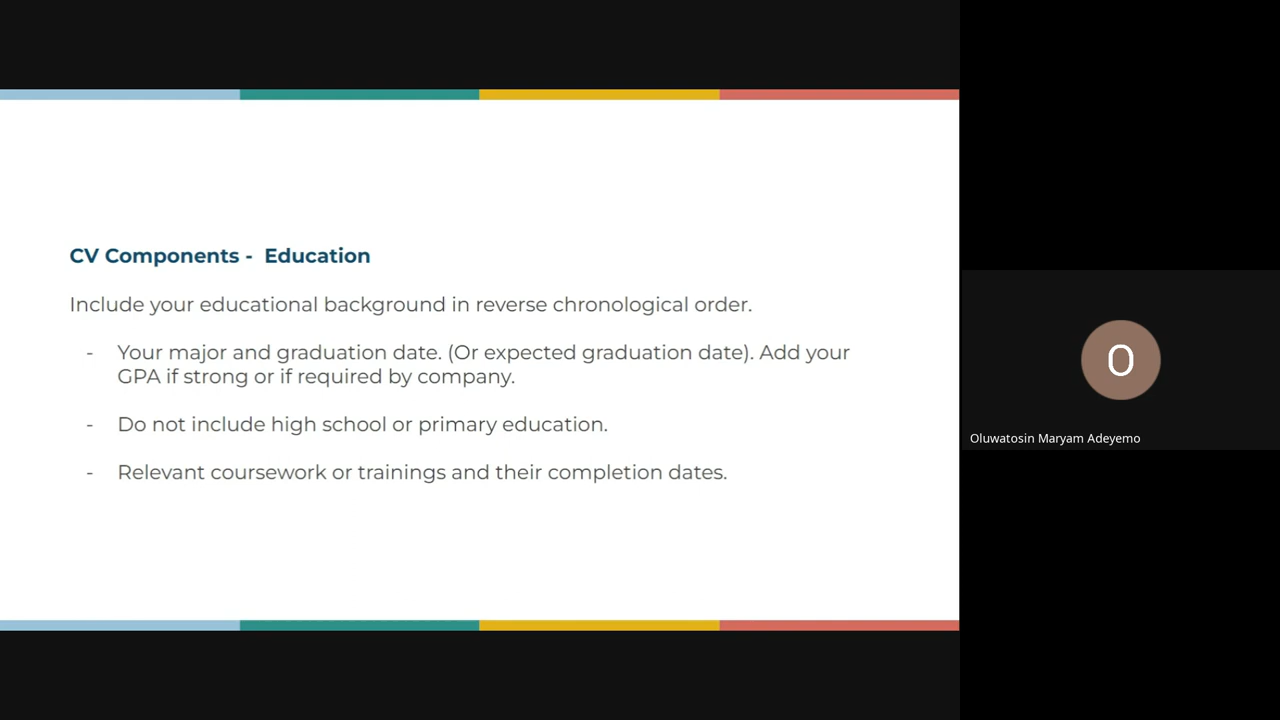 CV Components -  Education
Include your educational background in reverse chronological order.
- Your major and graduation date. (Or expected graduation date). Add your
GPA if strong or if required by company.
- Do not include high school or primary education.
- Relevant coursework or trainings and their completion dates.
O
Oluwatosin Maryam Adeyemo